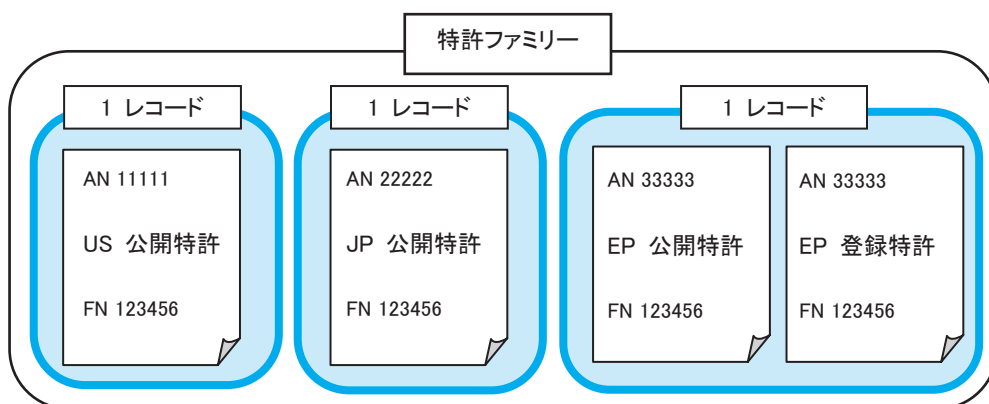 特許ファミリー
1 レコード
AN 11111
US 公開特許
FN 123456
1 レコード
AN 22222
JP 公開特許
FN 123456
1 レコード
AN 33333
EP 公開特許
FN 123456
AN 33333
EP 登録特許
FN 123456